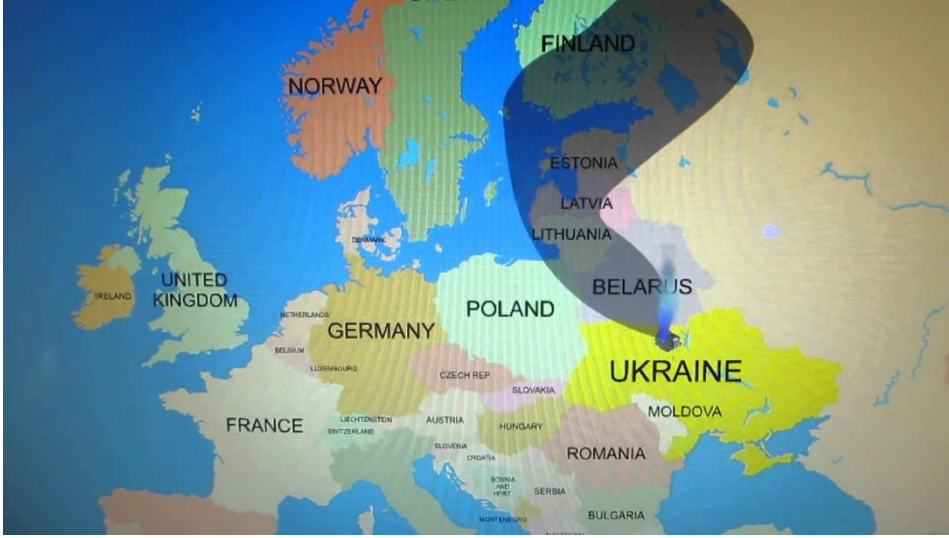 FINLAND
NORWAY
ESTONIA
LATVIA
LITHUANIA
DENMARK
BELARUS
UNITED
KINGDOM
IRELAND
POLAND
NETHERLANDS
GERMANY
UKRAINE
BELGIUM
LUXEMBOURG
CZECH REP.
SLOVAKIA
MOLDOVA
FRANCE
LIECHTENSTEIN
AUSTRIA
HUNGARY
SWITZERLAND
SLOVENIA
ROMANIA
CROATIA
BOSNIA
AND
HERZ
SERBIA
BULGARIA
MONTENEGRO